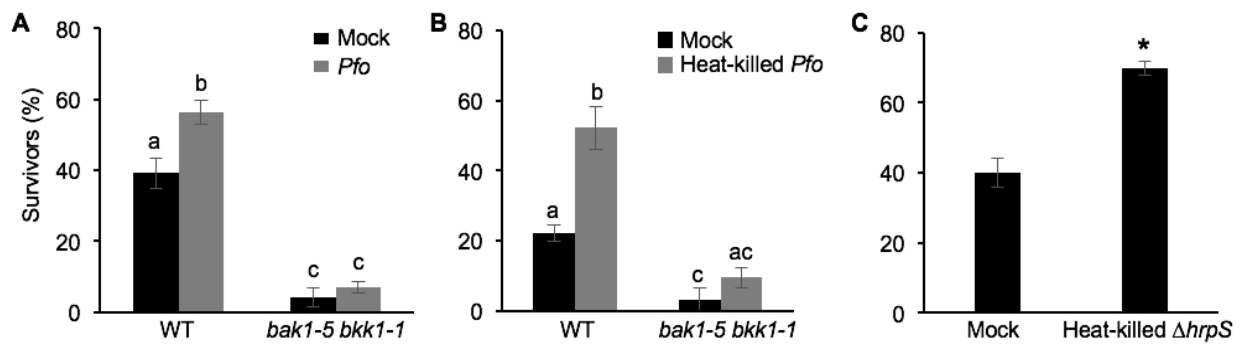 A
80
60
40
20
0
Survivors (%)
Mock
Pfo
a
b
c
c
WT
bak1-5 bkk1-1
B
80
60
40
20
0
Mock
Heat-killed Pfo
a
b
c
ac
WT
bak1-5 bkk1-1
C
80
60
40
20
0
*
Mock
Heat-killed ΔhrpS